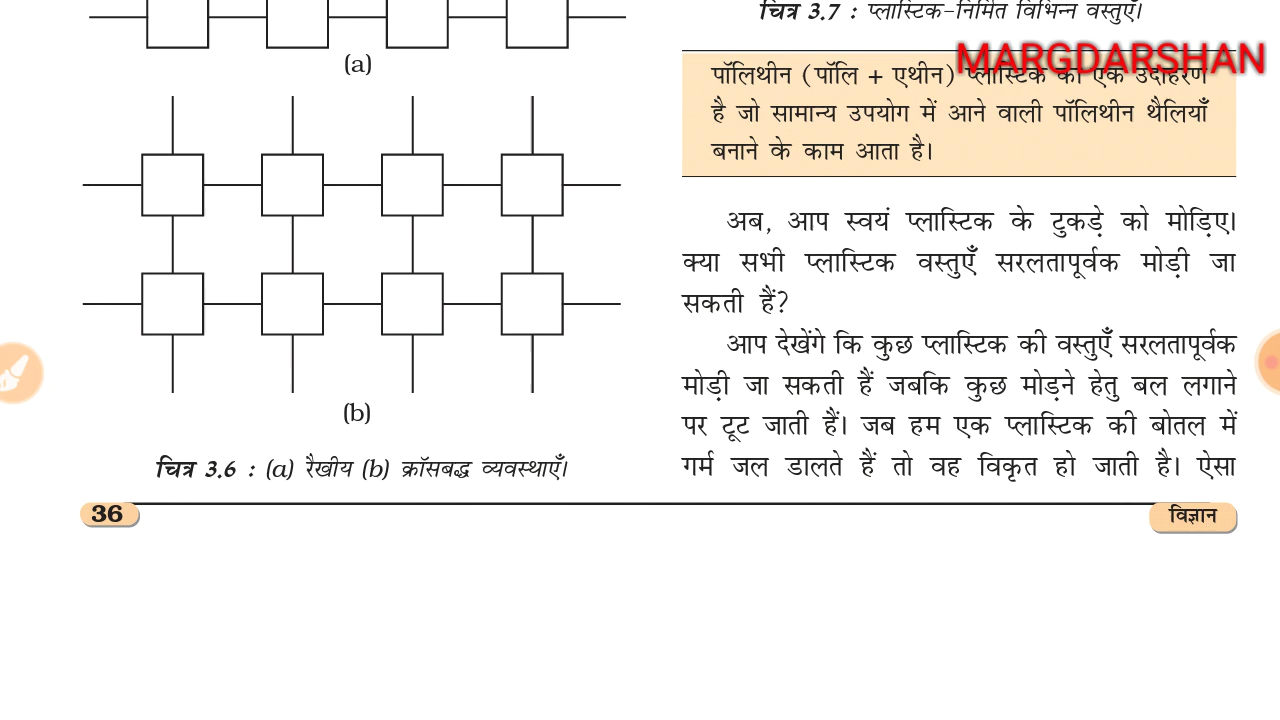 (a)
(b)
चित्र 3.6 : (a) रैखीय (b) क्रॉसबद्ध व्यवस्थाएँ।
चित्र 3.7 : प्लास्टिक-निर्मित विभिन्न वस्तुएँ।
MARGDARSHAN
पॉलिथीन (पॉलि + एथीन) प्लास्टिक का एक उदाहरण
है जो सामान्य उपयोग में आने वाली पॉलिथीन थैलियाँ
बनाने के काम आता है।
अब, आप स्वयं प्लास्टिक के टुकड़े को मोड़िए।
क्या सभी प्लास्टिक वस्तुएँ सरलतापूर्वक मोड़ी जा
सकती हैं?
आप देखेंगे कि कुछ प्लास्टिक की वस्तुएँ सरलतापूर्वक
मोड़ी जा सकती हैं जबकि कुछ मोड़ने हेतु बल लगाने
पर टूट जाती हैं। जब हम एक प्लास्टिक की बोतल में
गर्म जल डालते हैं तो वह विकृत हो जाती है। ऐसा
36
विज्ञान